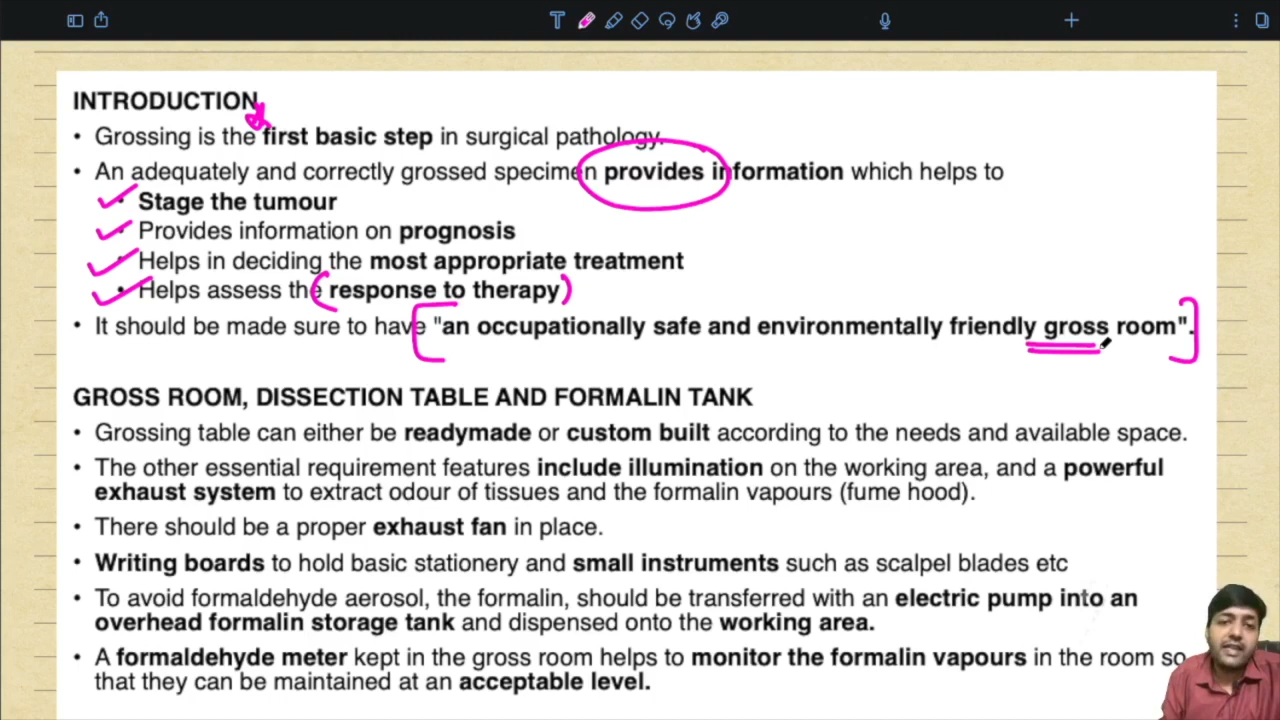 INTRODUCTION
• Grossing is the first basic step in surgical pathology.
• An adequately and correctly grossed specimen provides information which helps to
• Stage the tumour
• Provides information on prognosis
• Helps in deciding the most appropriate treatment
• Helps assess the response to therapy
• It should be made sure to have "an occupationally safe and environmentally friendly gross room".
GROSS ROOM, DISSECTION TABLE AND FORMALIN TANK
• Grossing table can either be readymade or custom built according to the needs and available space.
• The other essential requirement features include illumination on the working area, and a powerful
exhaust system to extract odour of tissues and the formalin vapours (fume hood).
• There should be a proper exhaust fan in place.
• Writing boards to hold basic stationery and small instruments such as scalpel blades etc
• To avoid formaldehyde aerosol, the formalin, should be transferred with an electric pump into an
overhead formalin storage tank and dispensed onto the working area.
• A formaldehyde meter kept in the gross room helps to monitor the formalin vapours in the room so
that they can be maintained at an acceptable level.